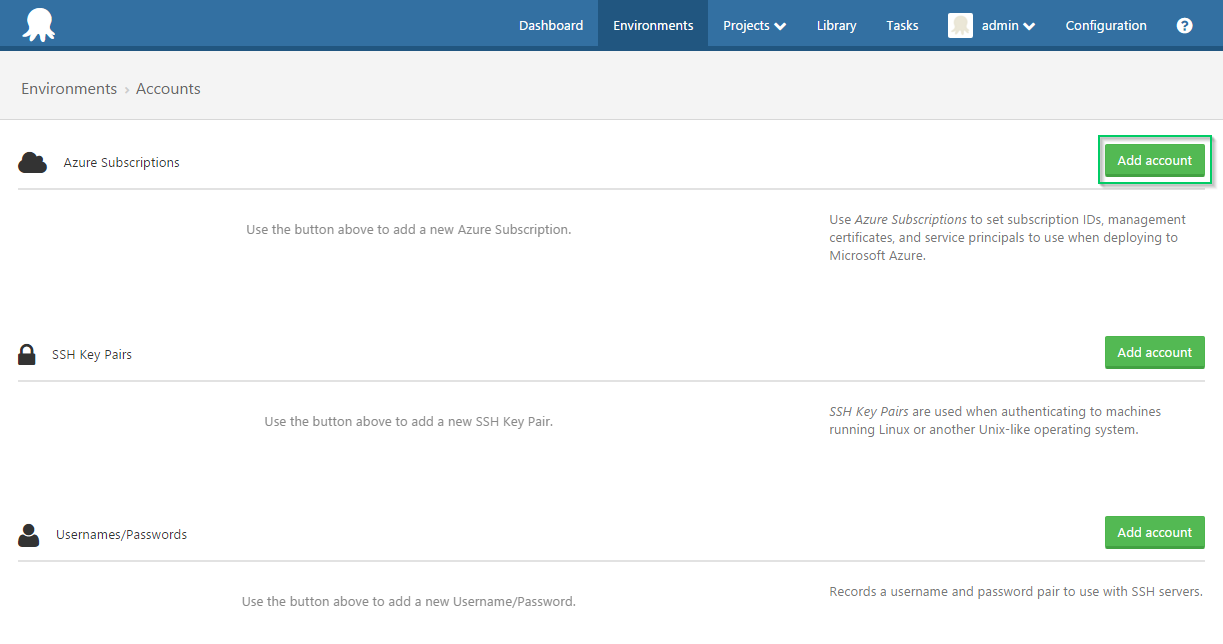 Dashboard Environments Projects Library Tasks admin Configuration ?
Environments › Accounts
Azure Subscriptions
Add account
Use the button above to add a new Azure Subscription.
Use Azure Subscriptions to set subscription IDs, management
certificates, and service principals to use when deploying to
Microsoft Azure.
SSH Key Pairs
Add account
Use the button above to add a new SSH Key Pair.
SSH Key Pairs are used when authenticating to machines
running Linux or another Unix-like operating system.
Usernames/Passwords
Add account
Use the button above to add a new Username/Password.
Records a username and password pair to use with SSH servers.